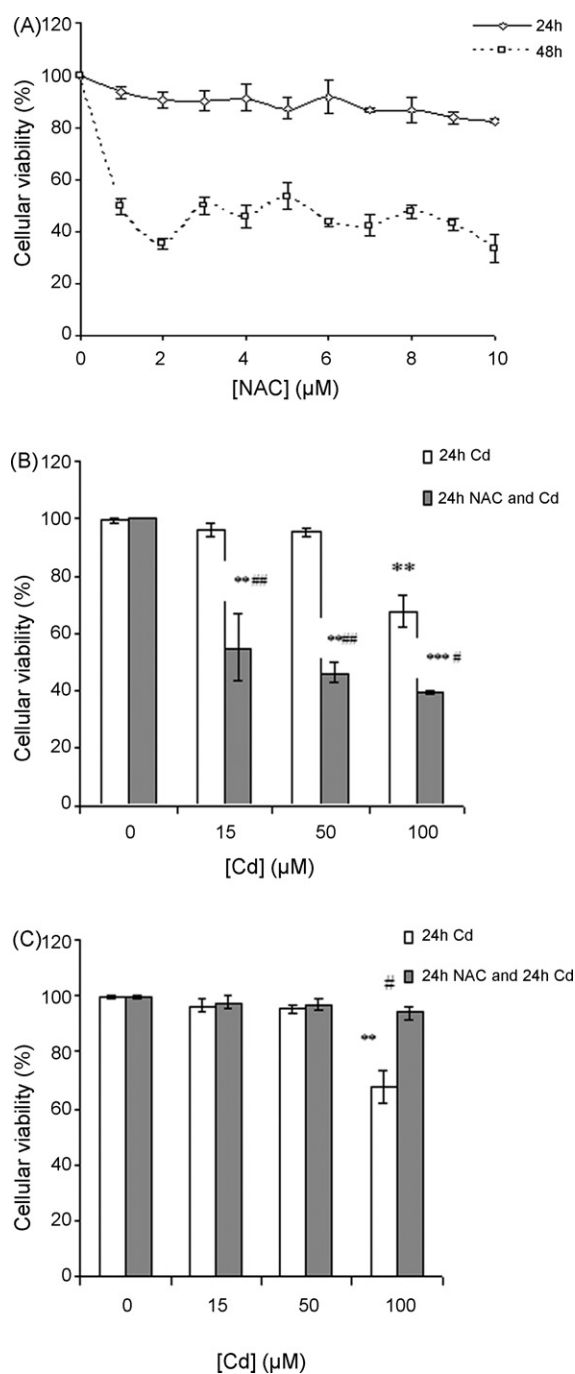 (A)
120
100
80
60
40
20
0
Cellular viability (%)
0 2 4 6 8 10
[NAC] (µM)
24h
48h
(B)
120
100
80
60
40
20
0
Cellular viability (%)
24h Cd
24h NAC and Cd
**##
**##
**
***#
0 15 50 100
[Cd] (µM)
(C)
120
100
80
60
40
20
0
Cellular viability (%)
24h Cd
24h NAC and 24h Cd
**
#
0 15 50 100
[Cd] (µM)